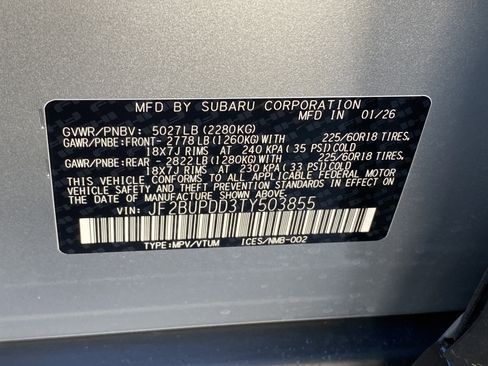 MFD BY SUBARU CORPORATION
MFD IN 01/26
GVWR/PNBV: 5027LB (2280KG)
GAWR/PNBE:FRONT- 2778LB (1260KG)WITH 225/60R18 TIRES,
18X7J RIMS AT 240 KPA ( 35 PSI)COLD
GAWR/PNBE:REAR - 2822LB (1280KG)WITH 225/60R18 TIRES,
18X7J RIMS AT 230 KPA ( 33 PSI)COLD
THIS VEHICLE CONFORMS TO ALL APPLICABLE FEDERAL MOTOR
VEHICLE SAFETY AND THEFT PREVENTION STANDARDS IN
EFFECT ON THE DATE OF MANUFACTURE SHOWN ABOVE.
VIN: JF2BUPDD3TY503855
TYPE:MPV/VTUM ICES/NMB-002